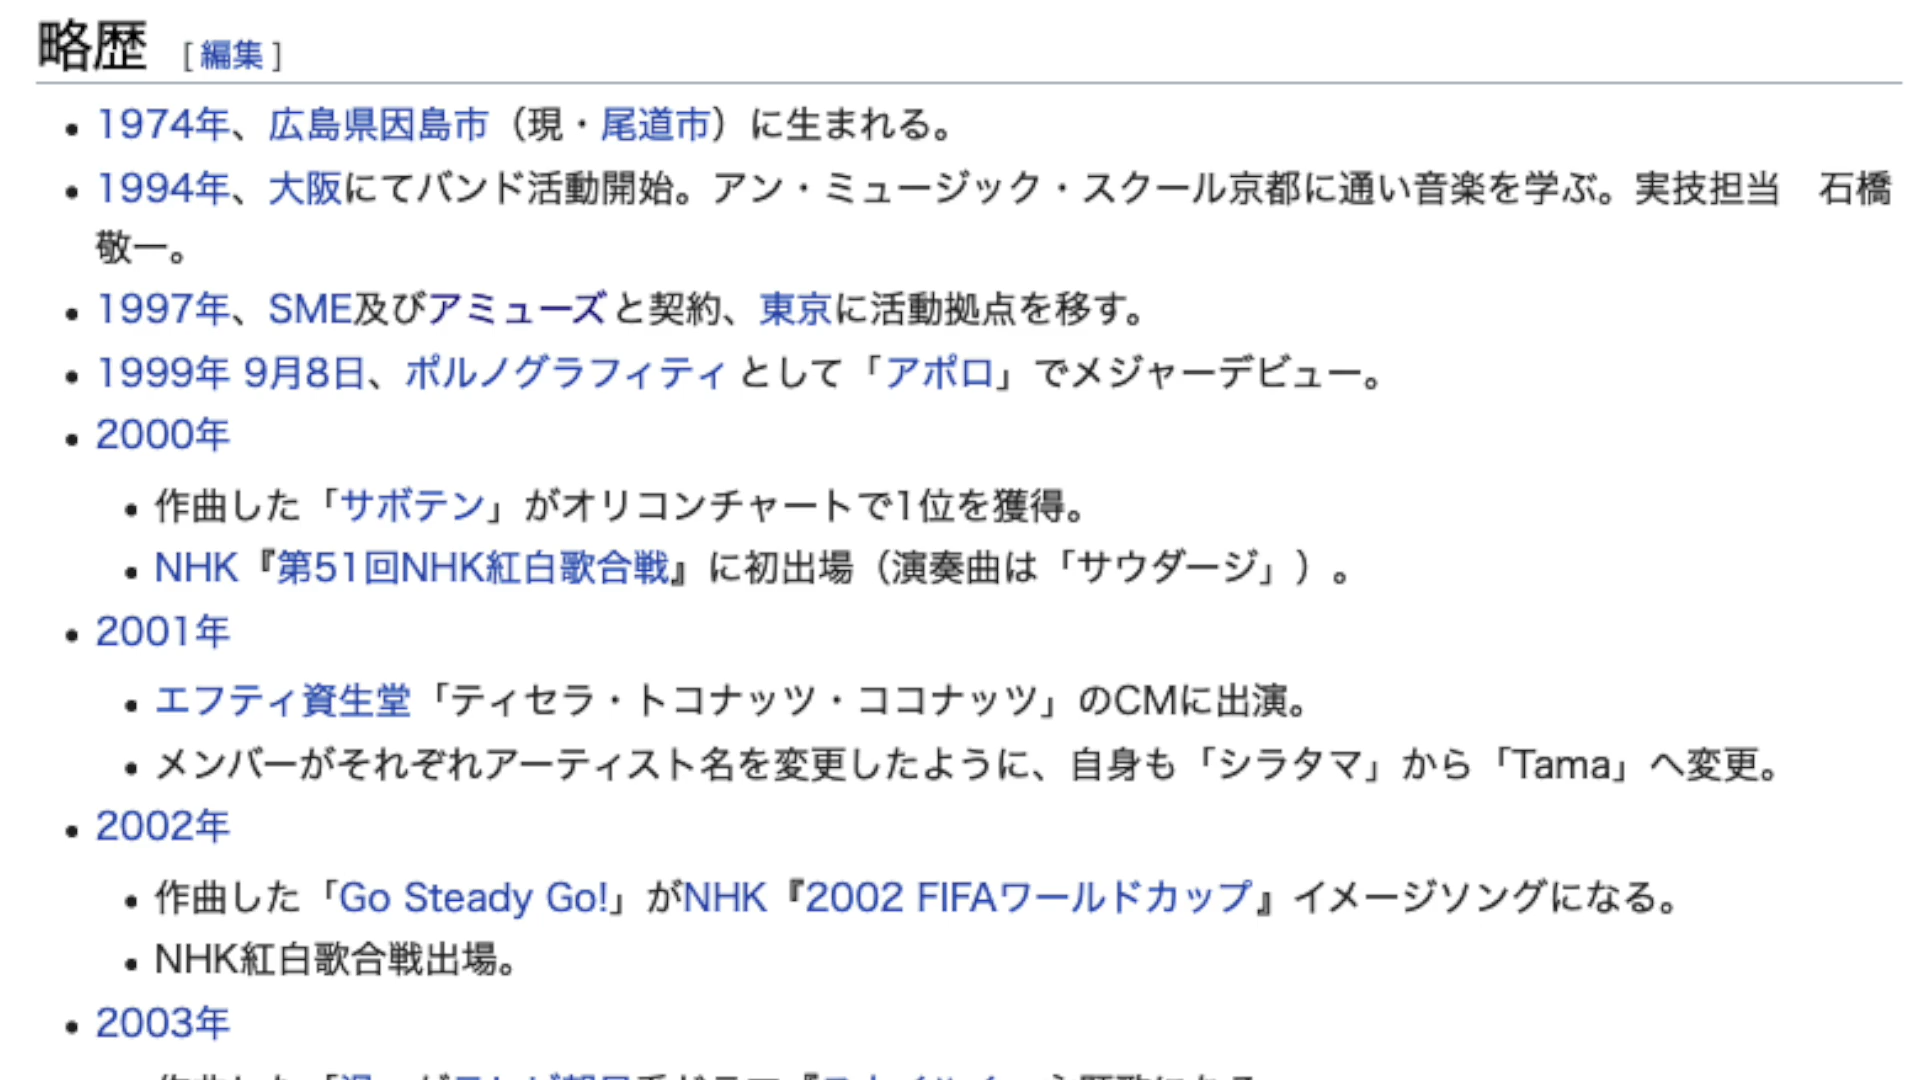 略歴 [編集]
• 1974年、広島県因島市（現・尾道市）に生まれる。
• 1994年、大阪にてバンド活動開始。アン・ミュージック・スクール京都に通い音楽を学ぶ。実技担当　石橋
敬一。
• 1997年、SME及びアミューズと契約、東京に活動拠点を移す。
• 1999年 9月8日、ポルノグラフィティとして「アポロ」でメジャーデビュー。
• 2000年
• 作曲した「サボテン」がオリコンチャートで1位を獲得。
• NHK『第51回NHK紅白歌合戦』に初出場（演奏曲は「サウダージ」）。
• 2001年
• エフティ資生堂「ティセラ・トコナッツ・ココナッツ」のCMに出演。
• メンバーがそれぞれアーティスト名を変更したように、自身も「シラタマ」から「Tama」へ変更。
• 2002年
• 作曲した「Go Steady Go!」がNHK『2002 FIFAワールドカップ』イメージソングになる。
• NHK紅白歌合戦出場。
• 2003年